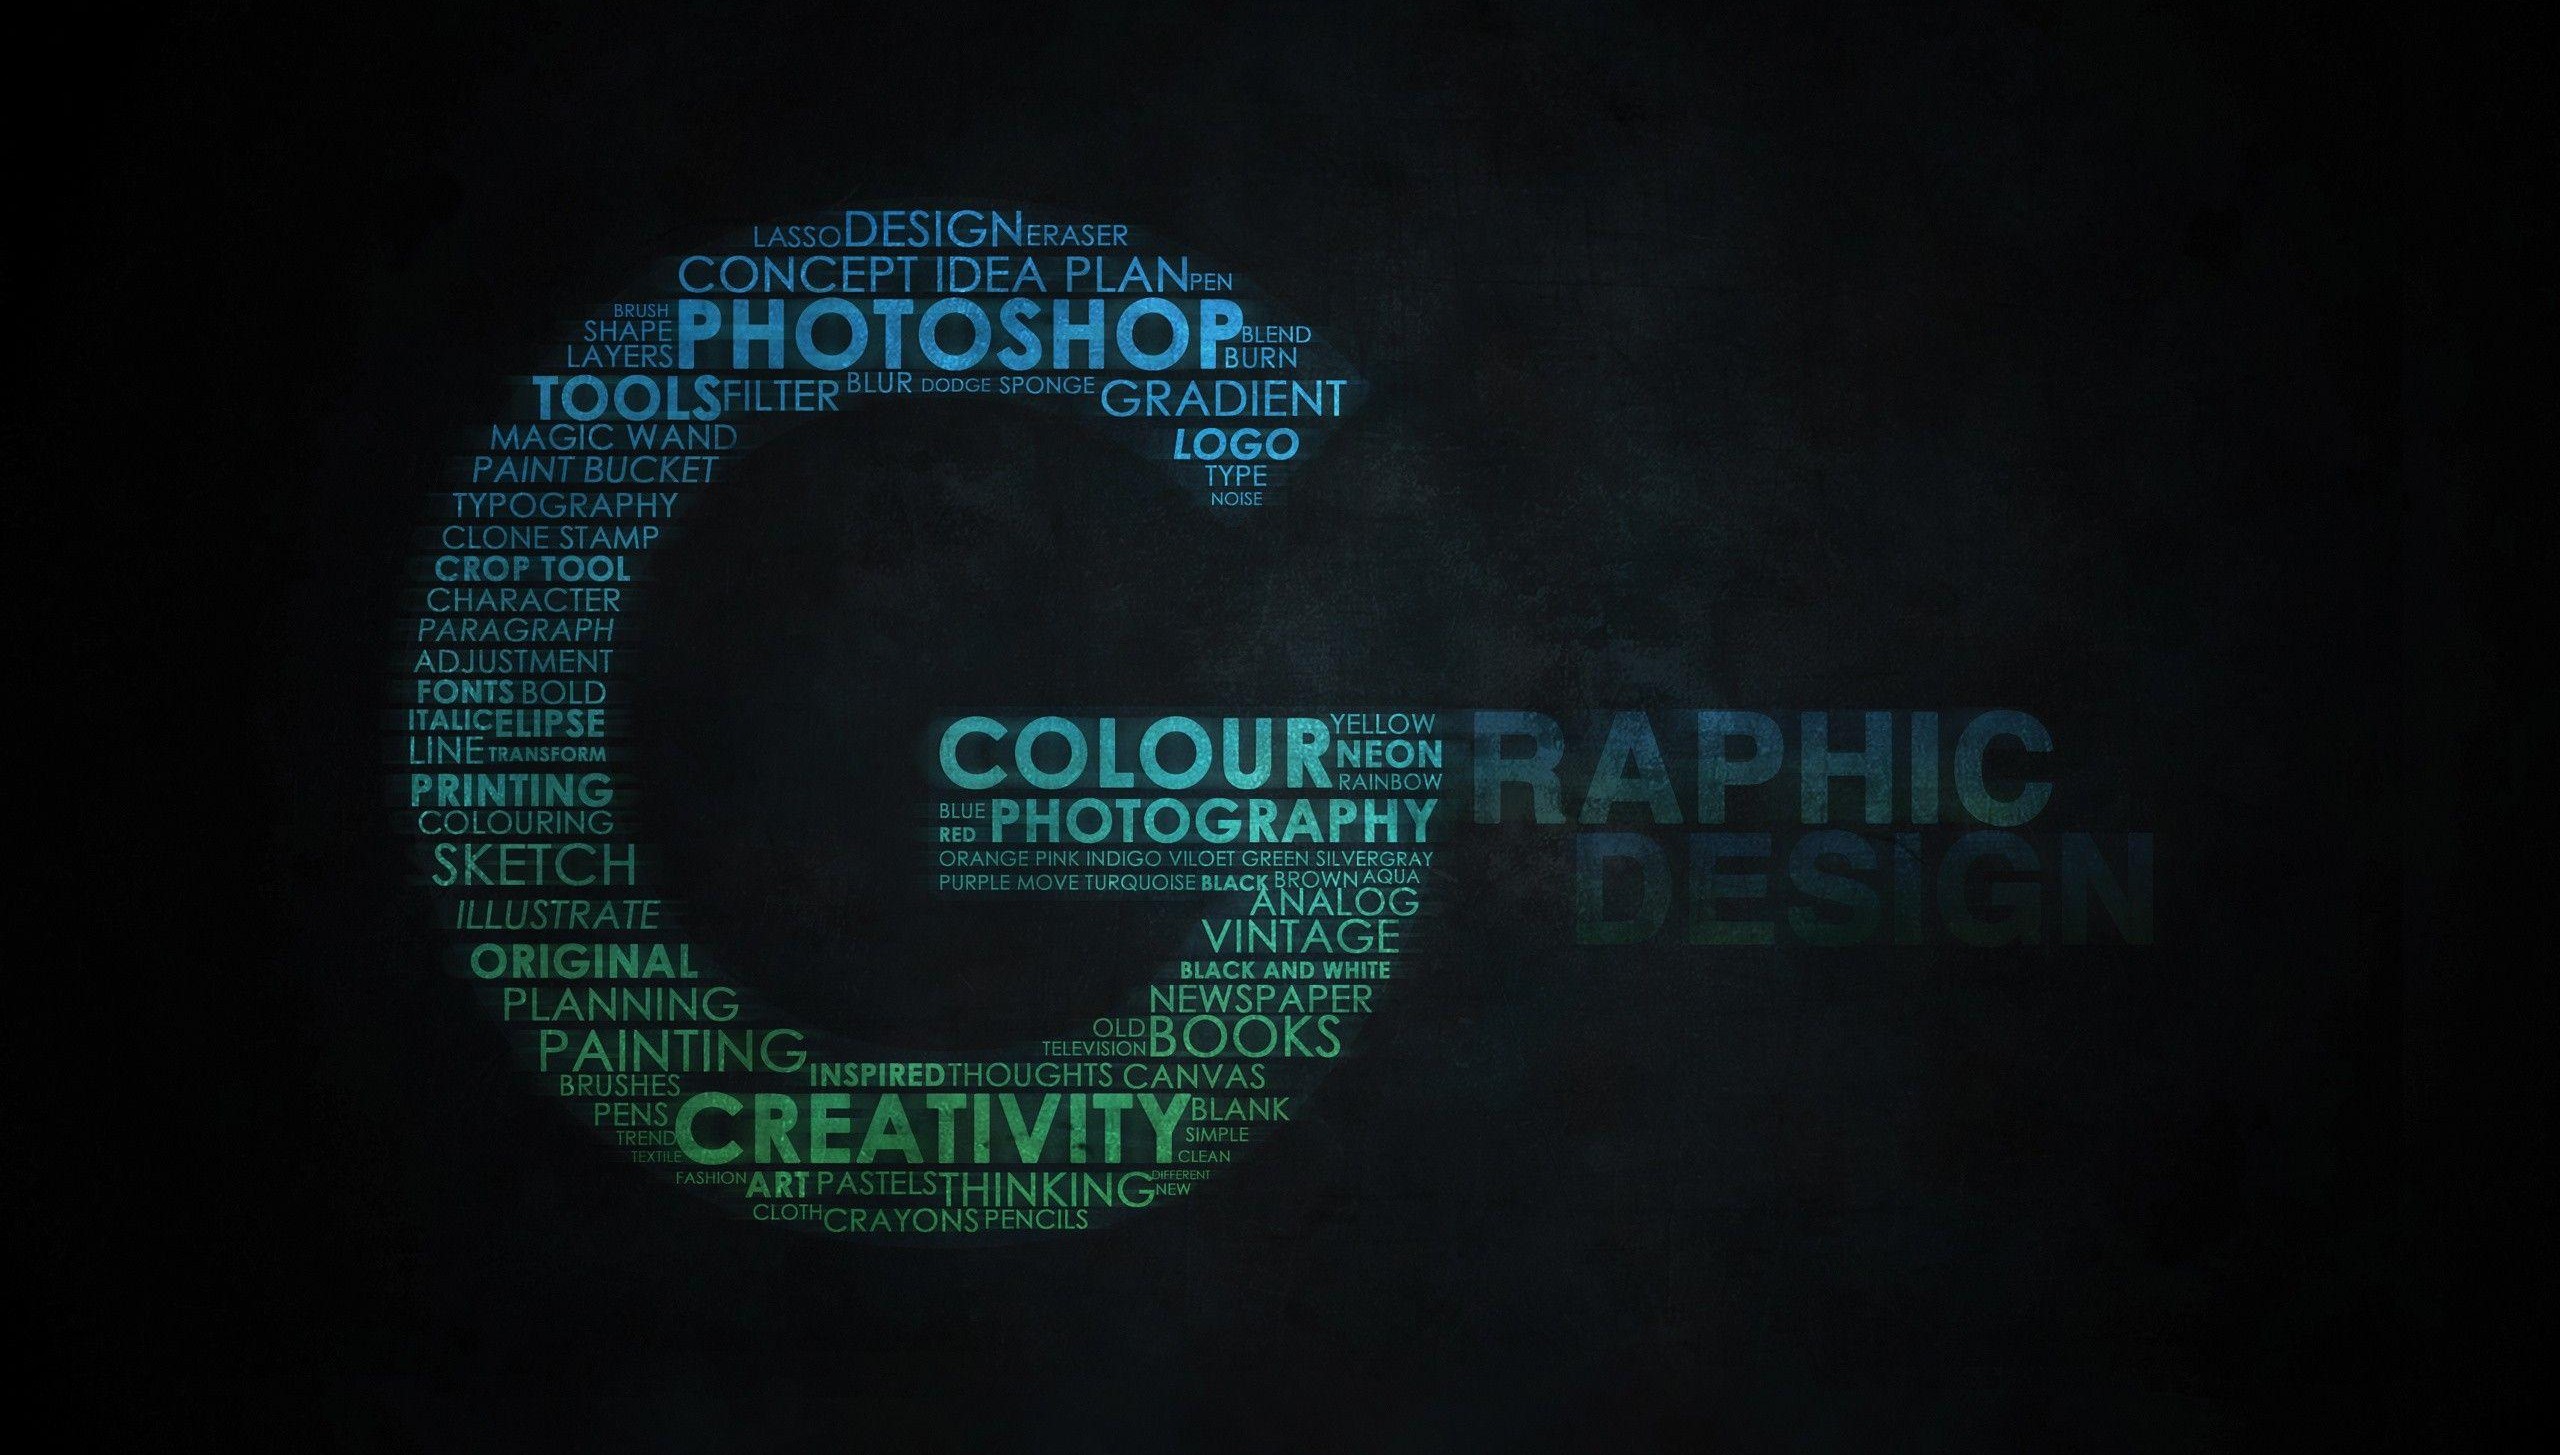 LASSO DESIGN ERASER
CONCEPT IDEA PLAN PEN
BRUSH
SHAPE PHOTOSHOP BLEND
LAYERS BURN
TOOLS FILTER BLUR DODGE SPONGE GRADIENT
MAGIC WAND LOGO
PAINT BUCKET TYPE
TYPOGRAPHY NOISE
CLONE STAMP
CROP TOOL
CHARACTER
PARAGRAPH
ADJUSTMENT
FONTS BOLD
ITALIC ELIPSE
LINE TRANSFORM
PRINTING
COLOURING
SKETCH
ILLUSTRATE
ORIGINAL
PLANNING
PAINTING
COLOUR YELLOW
NEON
RAINBOW
BLUE PHOTOGRAPHY
RED
ORANGE PINK INDIGO VILOET GREEN SILVERGRAY
PURPLE MOVE TURQUOISE BLACK BROWN AQUA
ANALOG
VINTAGE
BLACK AND WHITE
NEWSPAPER
OLD BOOKS
TELEVISION
INSPIRED THOUGHTS CANVAS
BRUSHES
PENS CREATIVITY BLANK
TREND SIMPLE
TEXTILE CLEAN
FASHION ART PASTELS THINKING DIFFERENT
NEW
CLOTH CRAYONS PENCILS
RAPHIC
DESIGN